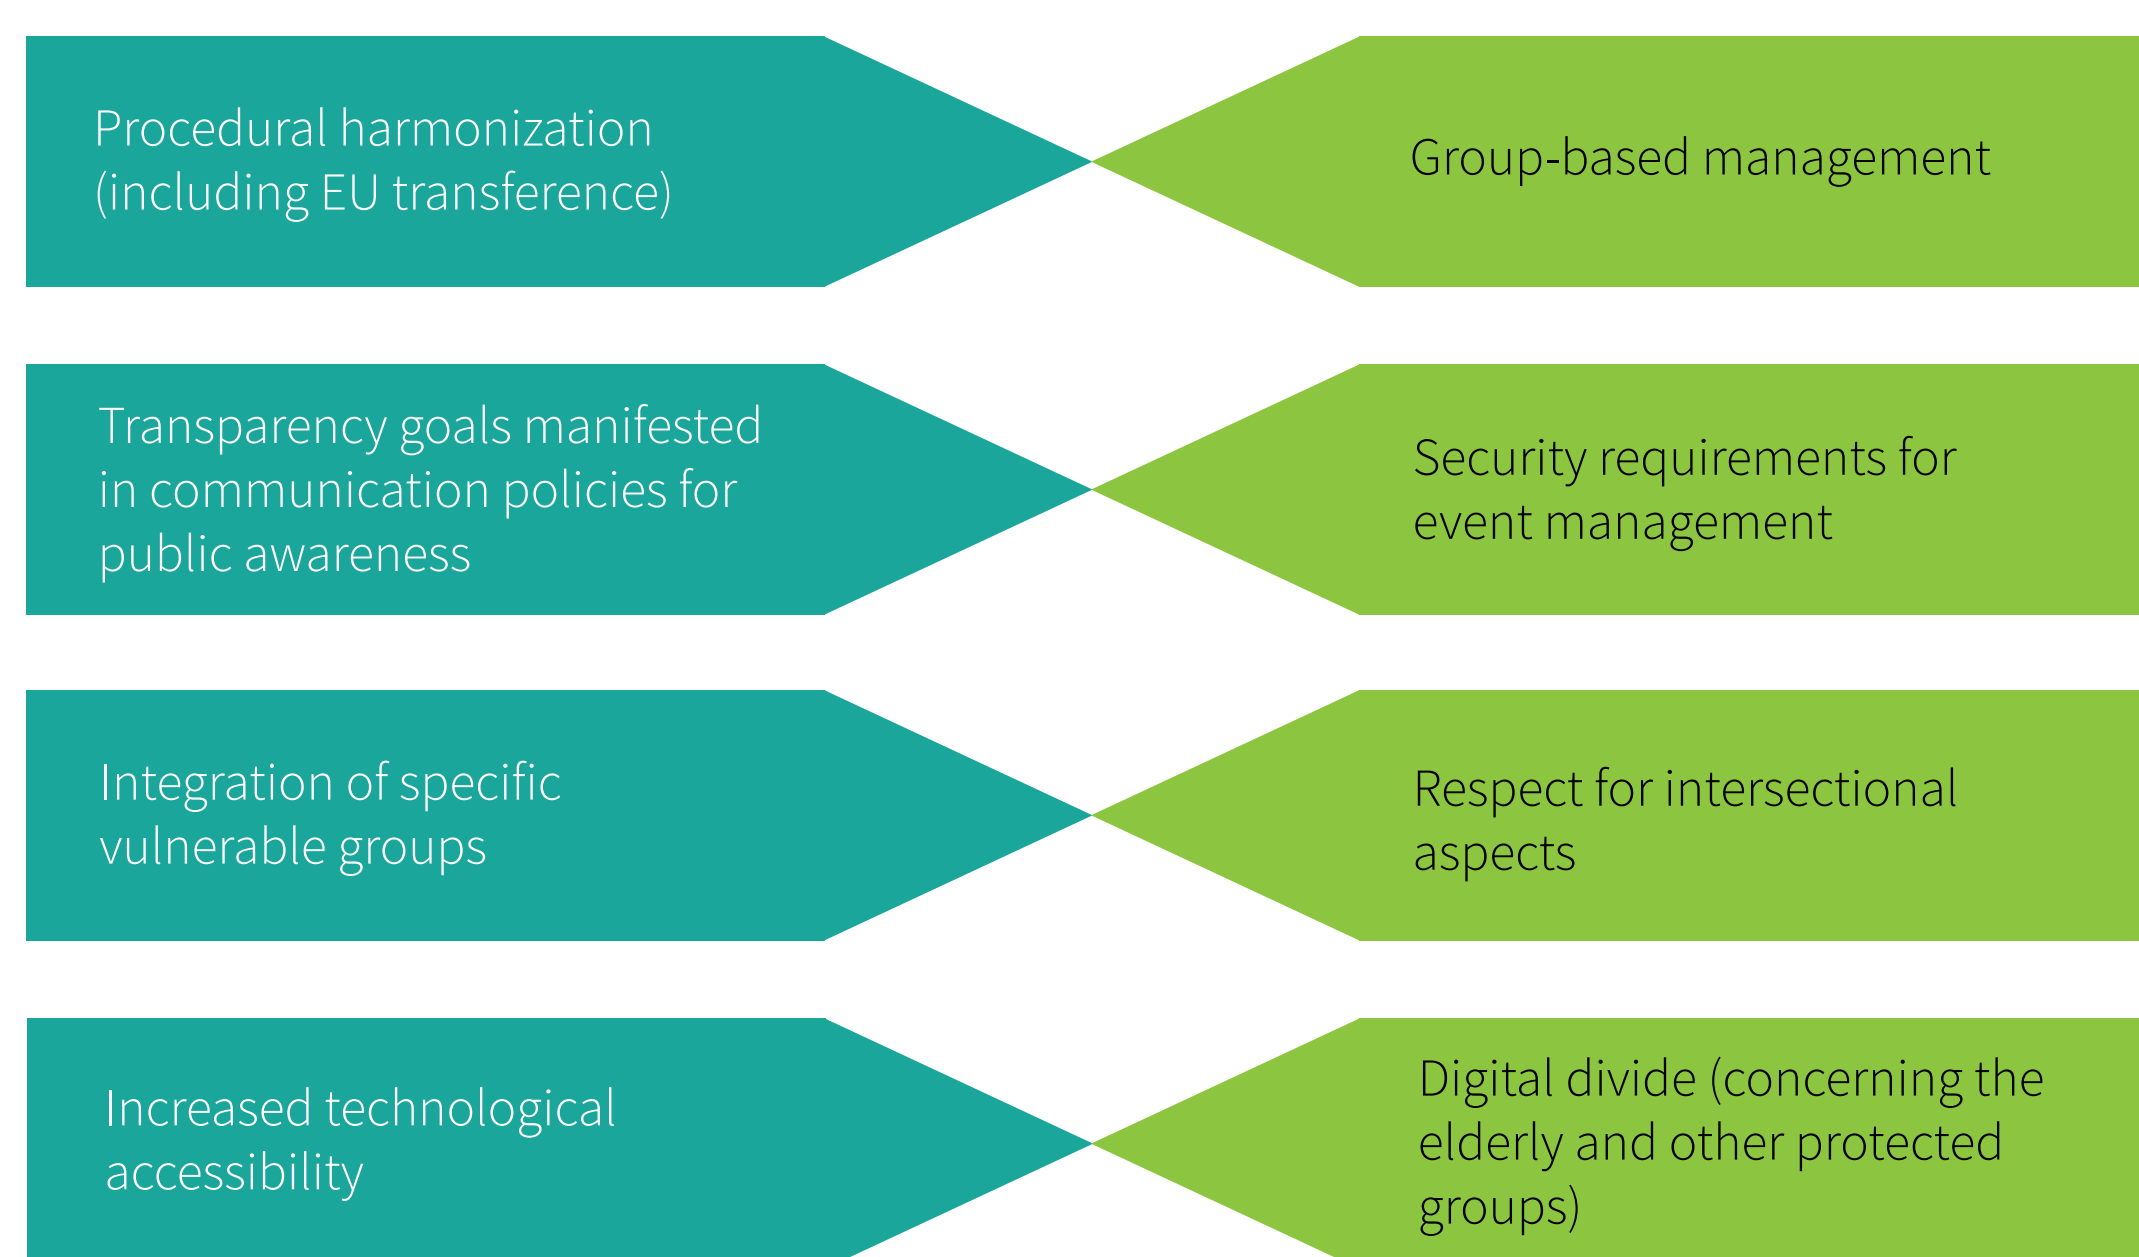 Procedural harmonization
(including EU transference)
Group-based management
Transparency goals manifested
in communication policies for
public awareness
Security requirements for
event management
Integration of specific
vulnerable groups
Respect for intersectional
aspects
Increased technological
accessibility
Digital divide (concerning the
elderly and other protected
groups)